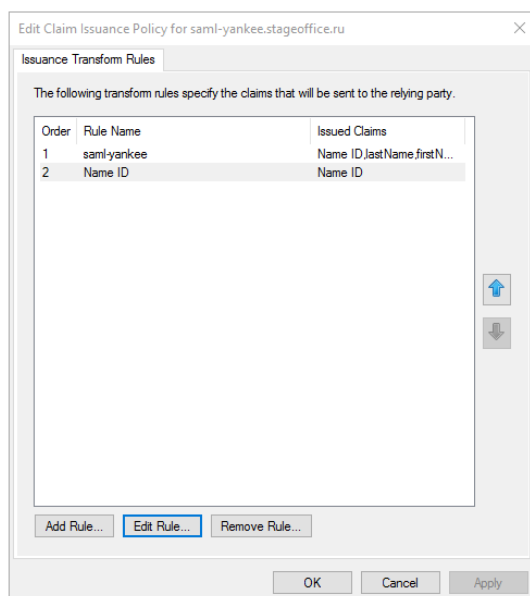 Edit Claim Issuance Policy for saml-yankee.stageoffice.ru
Issuance Transform Rules
The following transform rules specify the claims that will be sent to the relying party.
Order Rule Name Issued Claims
1 saml-yankee Name ID,lastName,firstN...
2 Name ID Name ID
Add Rule... Edit Rule... Remove Rule...
OK Cancel Apply